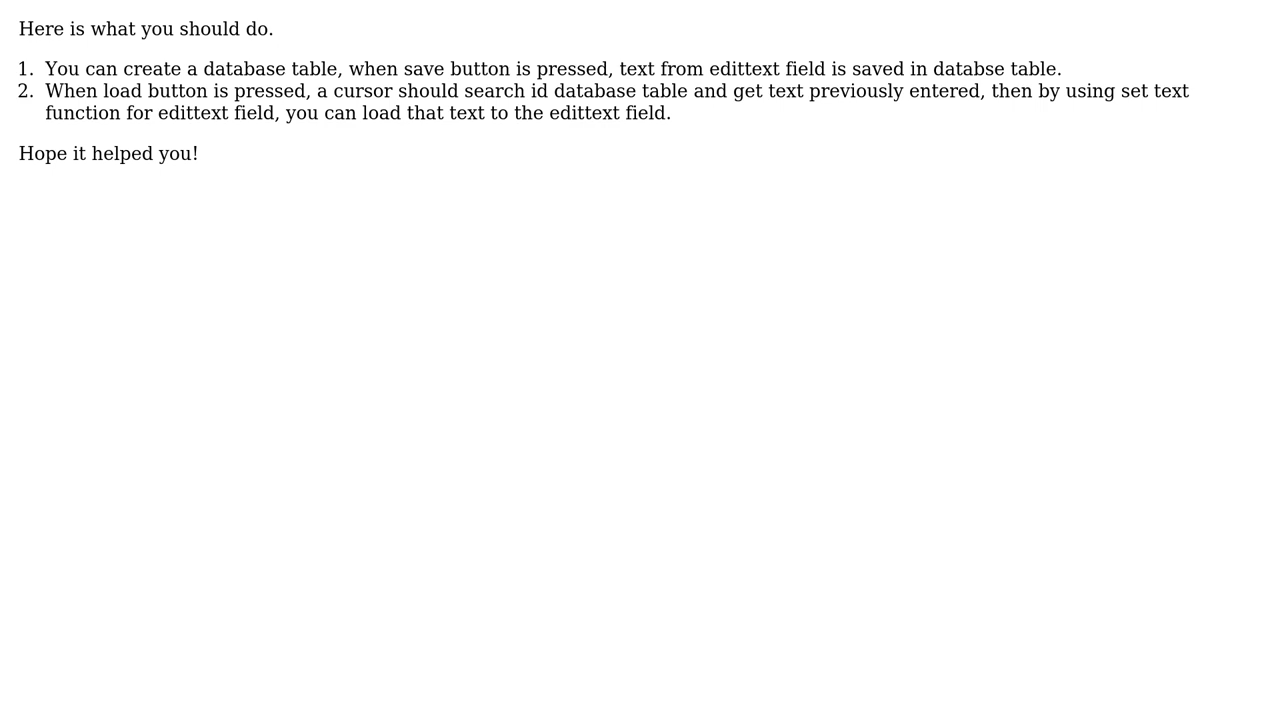 Here is what you should do.
1. You can create a database table, when save button is pressed, text from edittext field is saved in databse table.
2. When load button is pressed, a cursor should search id database table and get text previously entered, then by using set text
function for edittext field, you can load that text to the edittext field.
Hope it helped you!